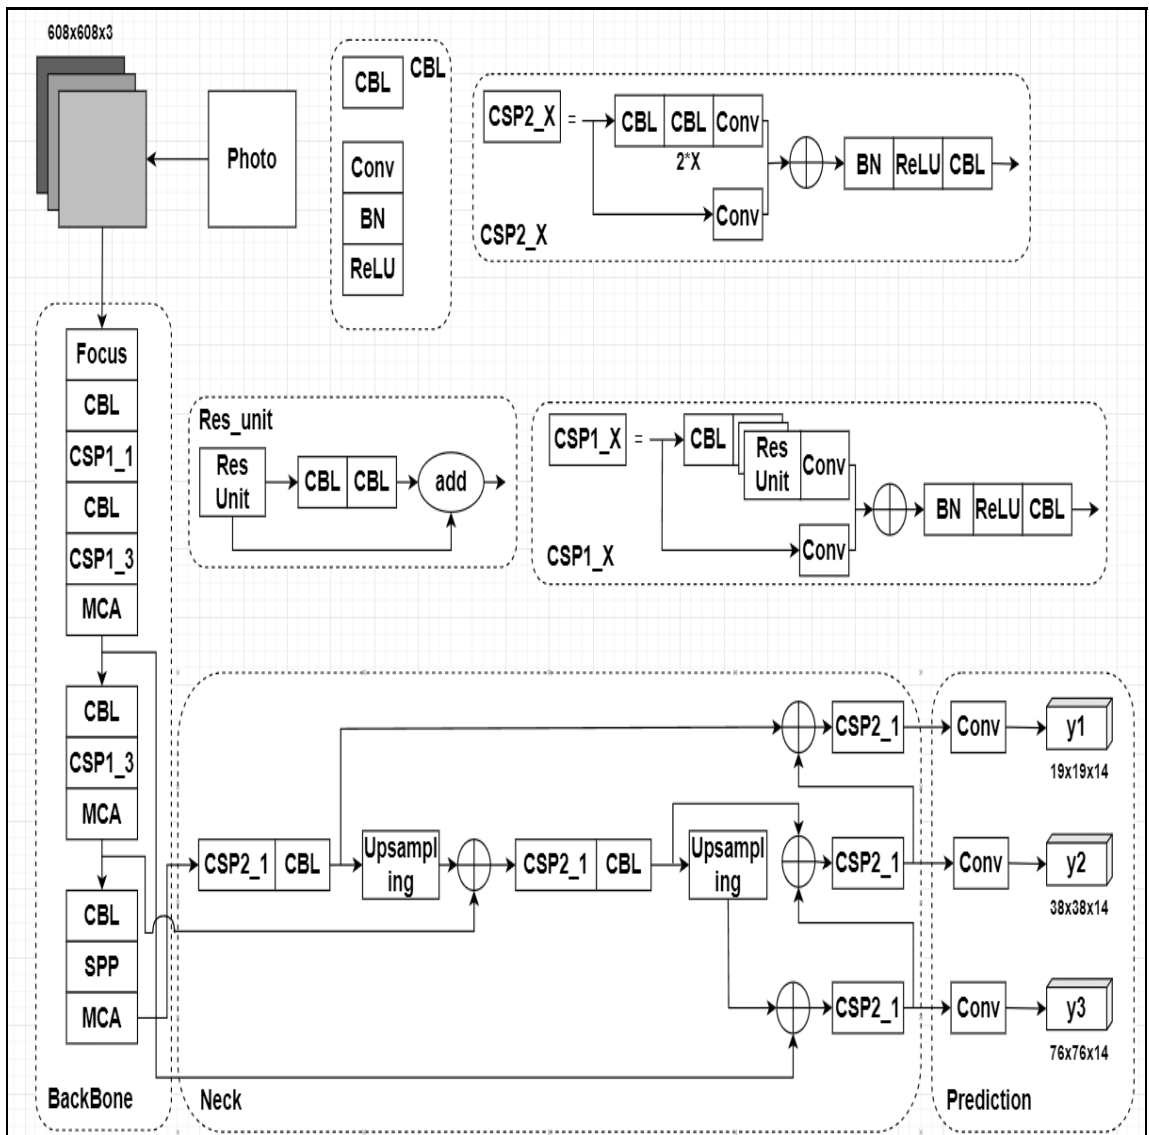 608x608x3
Photo
CBL
CBL
Conv
BN
ReLU
CSP2_X
=
CBL CBL Conv
2*X
Conv
BN ReLU CBL
CSP2_X
Focus
CBL
CSP1_1
CBL
CSP1_3
MCA
CBL
CSP1_3
MCA
CBL
SPP
MCA
BackBone
Res_unit
Res
Unit
CBL CBL
add
CSP1_X
=
CBL
Res
Unit
Conv
Conv
BN ReLU CBL
CSP1_X
CSP2_1 CBL
Upsampl
ing
CSP2_1 CBL
Upsampl
ing
CSP2_1
CSP2_1
CSP2_1
Neck
Conv
y1
19x19x14
Conv
y2
38x38x14
Conv
y3
76x76x14
Prediction